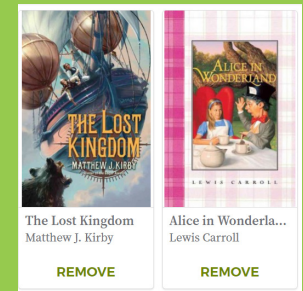 THE LOST
KINGDOM
MATTHEW J. KIRBY
The Lost Kingdom
Matthew J. Kirby
REMOVE
ALICE IN
WONDERLAND
LEWIS CARROLL
Alice in Wonderla...
Lewis Carroll
REMOVE